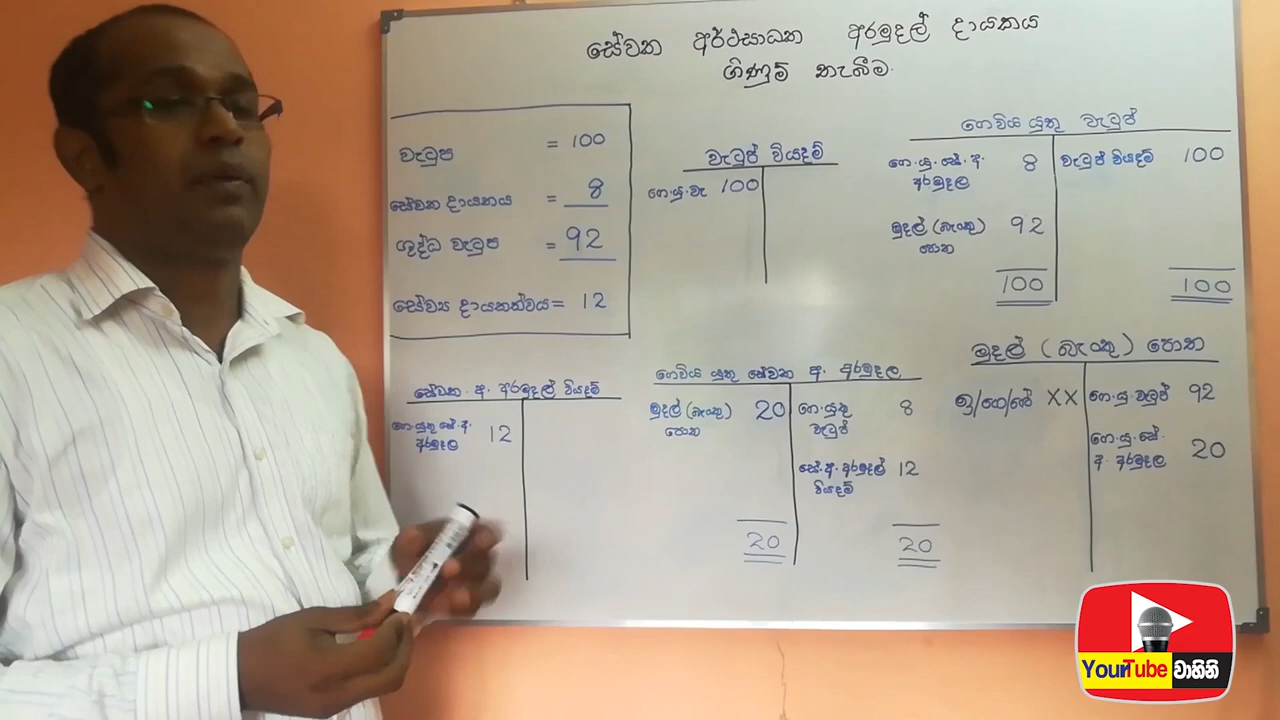 සේවක අර්ථසාධක අරමුදල් දායකය
ගිණුම් තැබීම.
වැටුප = 100
සේවක දායකය = 8
ශුද්ධ වැටුප = 92
සේව්‍ය දායකත්වය = 12
වැටුප් වියදම්
ගෙ.යු.වැ 100
ගෙවිය යුතු වැටුප්
ගෙ.යු.සේ.අ. 8 වැටුප් වියදම් 100
අරමුදල
මුදල් (බැංකු) 92
පොත
100 100
සේවක අ. අරමුදල් වියදම්
ගෙ.යුතු සේ.අ. 12
අරමුදල
ගෙවිය යුතු සේවක අ. අරමුදල
මුදල් (බැංකු) 20 ගෙ.යුතු 8
පොත වැටුප්
සේ.අ.අරමුදල් 12
වියදම්
20 20
මුදල් (බැංකු) පොත
ඉ/ගෙ/සේ XX ගෙ.යු.වැටුප් 92
ගෙ.යු.සේ. 20
අ.අරමුදල
YourTube වාහිනි